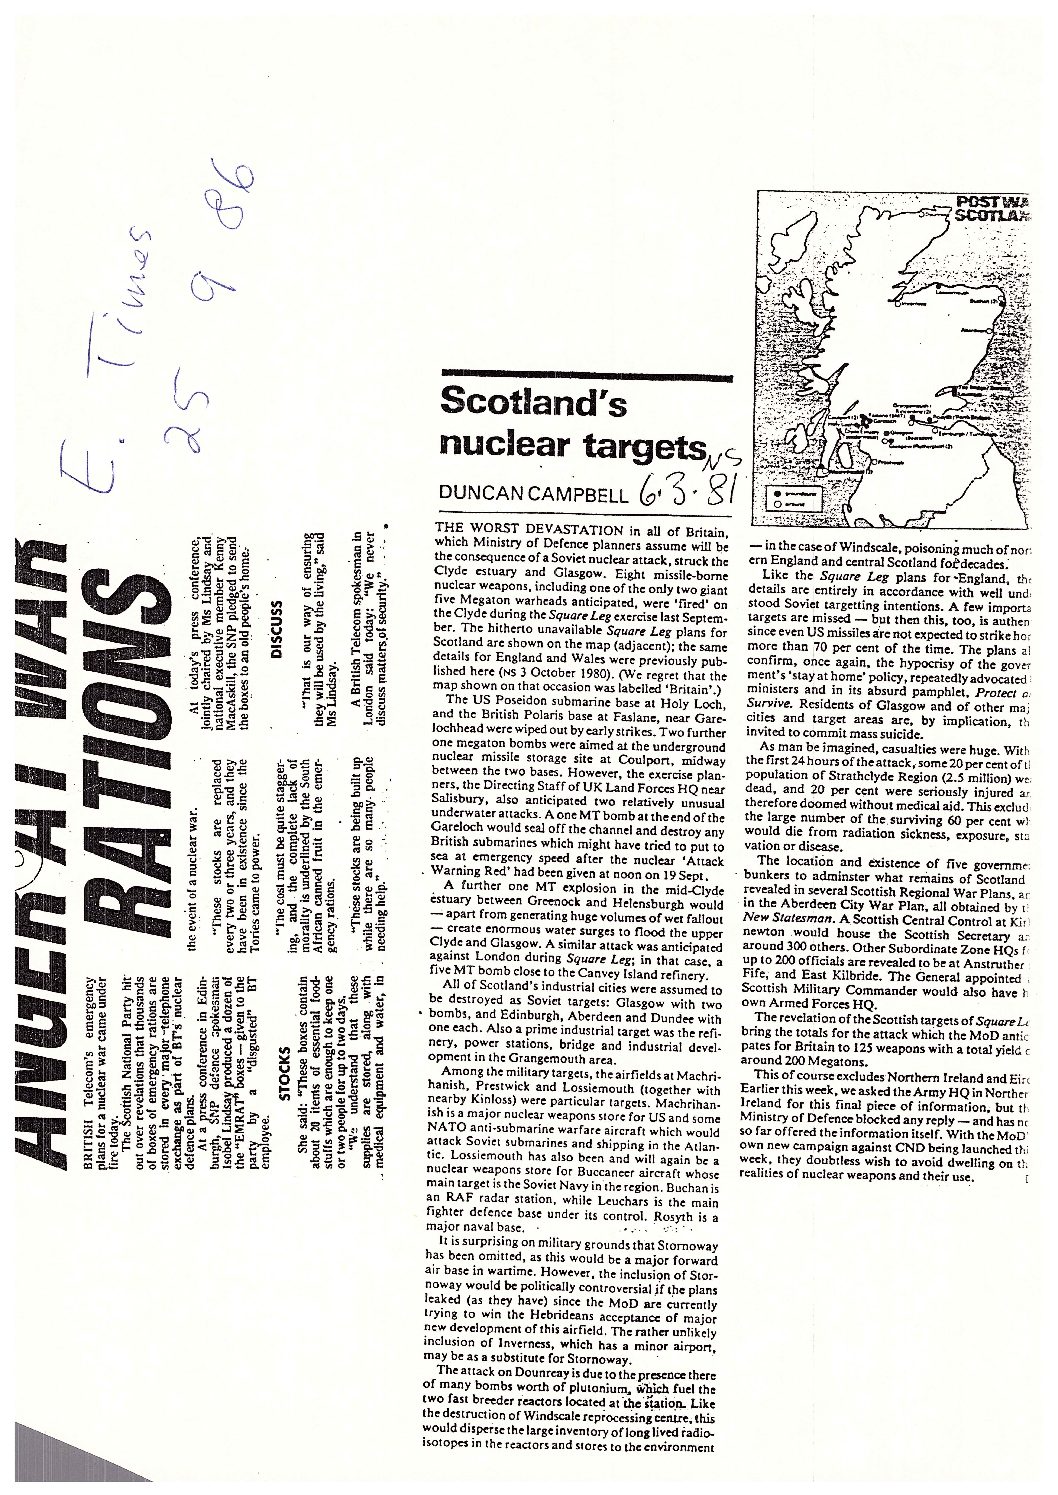 E. Times
25 9 86
ANGER AT WAR
RATIONS
BRITISH Telecom's emergency
plans for a nuclear war came under
fire today.
The Scottish National Party hit
out over revelations that thousands
of boxes of emergency rations are
stored in every major telephone
exchange as part of BT's nuclear
defence plans.
At a press conference in Edin-
burgh, SNP defence spokesman
Isobel Lindsay produced a dozen of
the "EMRAT" boxes — given to the
party by a "disgusted" BT
employee.
STOCKS
She said: "These boxes contain
about 20 items of essential food-
stuffs which are enough to keep one
or two people for up to two days.
"We understand that these
supplies are stored, along with
medical equipment and water, in
the event of a nuclear war.
"These stocks are replaced
every two or three years, and they
have been in existence since the
Tories came to power.
"The cost must be quite stagger-
ing, and the complete lack of
morality is underlined by the South
African canned fruit in the emer-
gency rations.
"These stocks are being built up
while there are so many people
needing help."
At today's press conference,
jointly chaired by Ms Lindsay and
national executive member Kenny
MacAskill, the SNP pledged to send
the boxes to an old people's home.
DISCUSS
"That is our way of ensuring
they will be used by the living," said
Ms Lindsay.
A British Telecom spokesman in
London said today: "We never
discuss matters of security."
Scotland's
nuclear targets
NS
DUNCAN CAMPBELL 6.3.81
THE WORST DEVASTATION in all of Britain,
which Ministry of Defence planners assume will be
the consequence of a Soviet nuclear attack, struck the
Clyde estuary and Glasgow. Eight missile-borne
nuclear weapons, including one of the only two giant
five Megaton warheads anticipated, were 'fired' on
the Clyde during the Square Leg exercise last Septem-
ber. The hitherto unavailable Square Leg plans for
Scotland are shown on the map (adjacent); the same
details for England and Wales were previously pub-
lished here (NS 3 October 1980). (We regret that the
map shown on that occasion was labelled 'Britain'.)
The US Poseidon submarine base at Holy Loch,
and the British Polaris base at Faslane, near Gare-
lochhead were wiped out by early strikes. Two further
one megaton bombs were aimed at the underground
nuclear missile storage site at Coulport, midway
between the two bases. However, the exercise plan-
ners, the Directing Staff of UK Land Forces HQ near
Salisbury, also anticipated two relatively unusual
underwater attacks. A one MT bomb at the end of the
Gareloch would seal off the channel and destroy any
British submarines which might have tried to put to
sea at emergency speed after the nuclear 'Attack
Warning Red' had been given at noon on 19 Sept.
A further one MT explosion in the mid-Clyde
estuary between Greenock and Helensburgh would
— apart from generating huge volumes of wet fallout
— create enormous water surges to flood the upper
Clyde and Glasgow. A similar attack was anticipated
against London during Square Leg; in that case, a
five MT bomb close to the Canvey Island refinery.
All of Scotland's industrial cities were assumed to
be destroyed as Soviet targets: Glasgow with two
bombs, and Edinburgh, Aberdeen and Dundee with
one each. Also a prime industrial target was the refi-
nery, power stations, bridge and industrial devel-
opment in the Grangemouth area.
Among the military targets, the airfields at Machri-
hanish, Prestwick and Lossiemouth (together with
nearby Kinloss) were particular targets. Machrihan-
ish is a major nuclear weapons store for US and some
NATO anti-submarine warfare aircraft which would
attack Soviet submarines and shipping in the Atlan-
tic. Lossiemouth has also been and will again be a
nuclear weapons store for Buccaneer aircraft whose
main target is the Soviet Navy in the region. Buchan is
an RAF radar station, while Leuchars is the main
fighter defence base under its control. Rosyth is a
major naval base.
It is surprising on military grounds that Stornoway
has been omitted, as this would be a major forward
air base in wartime. However, the inclusion of Stor-
noway would be politically controversial if the plans
leaked (as they have) since the MoD are currently
trying to win the Hebrideans acceptance of major
new development of this airfield. The rather unlikely
inclusion of Inverness, which has a minor airport,
may be as a substitute for Stornoway.
The attack on Dounreay is due to the presence there
of many bombs worth of plutonium, which fuel the
two fast breeder reactors located at the station. Like
the destruction of Windscale reprocessing centre, this
would disperse the large inventory of long lived radio-
isotopes in the reactors and stores to the environment
POST WA
SCOTLA
— in the case of Windscale, poisoning much of nor
ern England and central Scotland for decades.
Like the Square Leg plans for England, the
details are entirely in accordance with well und
stood Soviet targetting intentions. A few importa
targets are missed — but then this, too, is authen
since even US missiles are not expected to strike ho
more than 70 per cent of the time. The plans al
confirm, once again, the hypocrisy of the gover
ment's 'stay at home' policy, repeatedly advocated
ministers and in its absurd pamphlet, Protect a
Survive. Residents of Glasgow and of other maj
cities and target areas are, by implication, th
invited to commit mass suicide.
As man be imagined, casualties were huge. With
the first 24 hours of the attack, some 20 per cent of tl
population of Strathclyde Region (2.5 million) we
dead, and 20 per cent were seriously injured ar
therefore doomed without medical aid. This exclud
the large number of the surviving 60 per cent wl
would die from radiation sickness, exposure, sta
vation or disease.
The location and existence of five governme
bunkers to adminster what remains of Scotland
revealed in several Scottish Regional War Plans, ar
in the Aberdeen City War Plan, all obtained by t
New Statesman. A Scottish Central Control at Kir
newton would house the Scottish Secretary a
around 300 others. Other Subordinate Zone HQs f
up to 200 officials are revealed to be at Anstruther
Fife, and East Kilbride. The General appointed
Scottish Military Commander would also have h
own Armed Forces HQ.
The revelation of the Scottish targets of Square L
bring the totals for the attack which the MoD antic
pates for Britain to 125 weapons with a total yield o
around 200 Megatons.
This of course excludes Northern Ireland and Eire
Earlier this week, we asked the Army HQ in Norther
Ireland for this final piece of information, but th
Ministry of Defence blocked any reply — and has no
so far offered the information itself. With the MoD'
own new campaign against CND being launched thi
week, they doubtless wish to avoid dwelling on th
realities of nuclear weapons and their use.